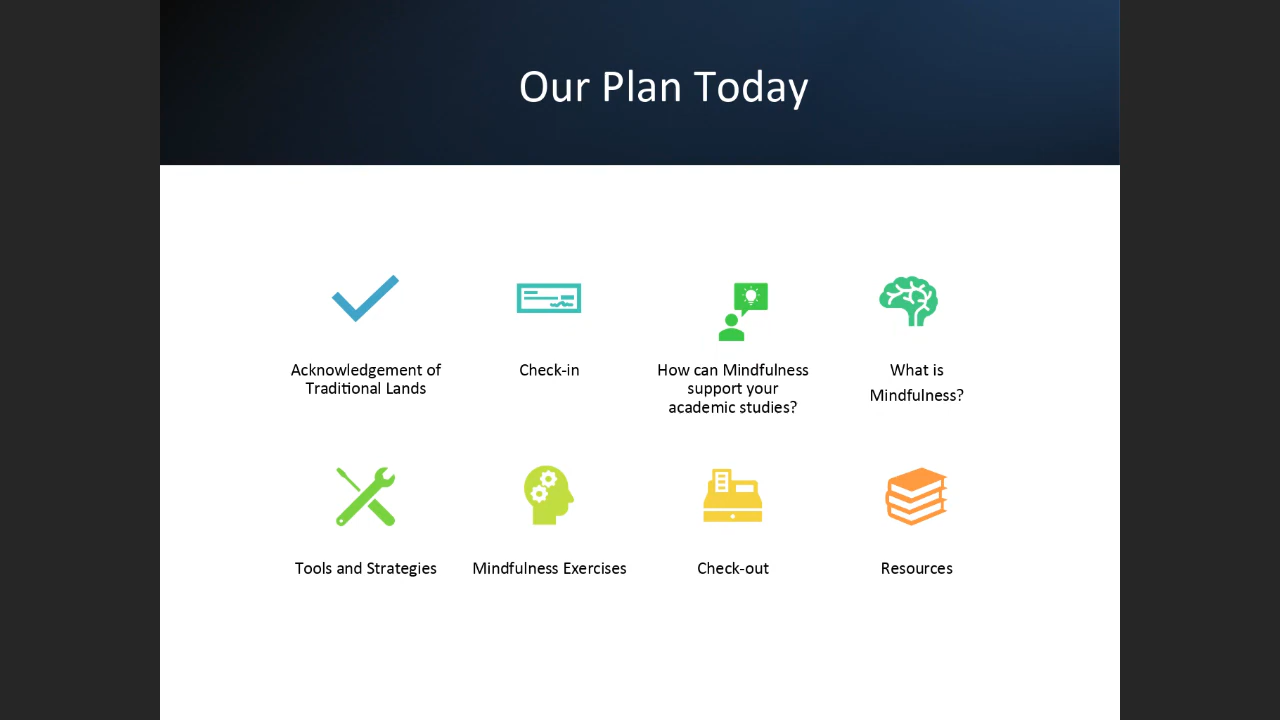 Our Plan Today
Acknowledgement of
Traditional Lands
Check-in
How can Mindfulness
support your
academic studies?
What is
Mindfulness?
Tools and Strategies
Mindfulness Exercises
Check-out
Resources